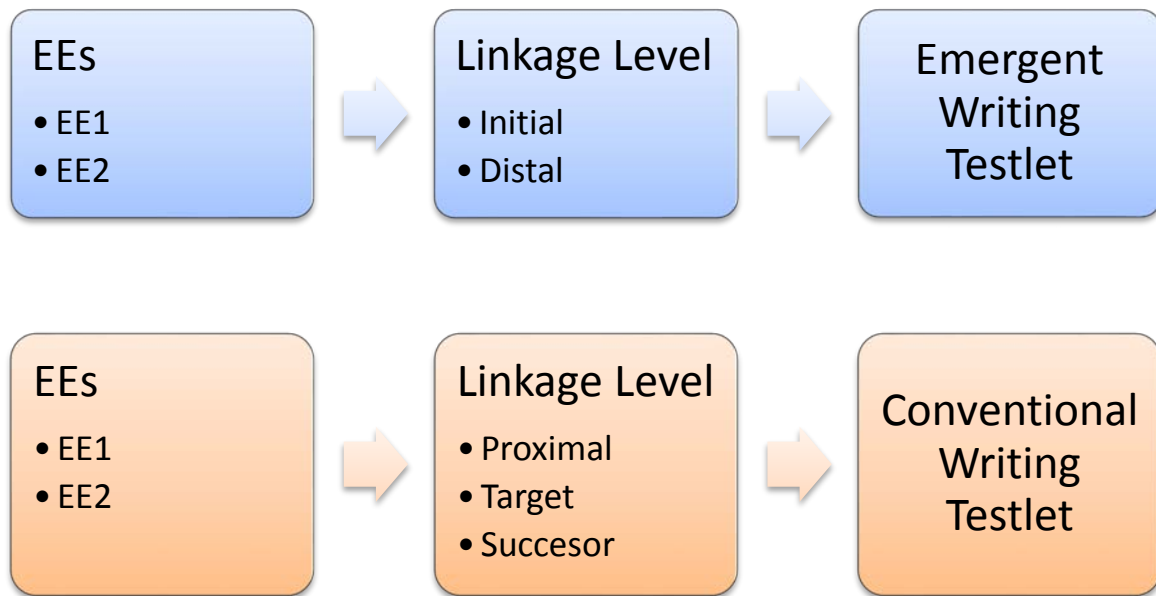 EEs
• EE1
• EE2
Linkage Level
• Initial
• Distal
Emergent
Writing
Testlet
EEs
• EE1
• EE2
Linkage Level
• Proximal
• Target
• Succesor
Conventional
Writing
Testlet